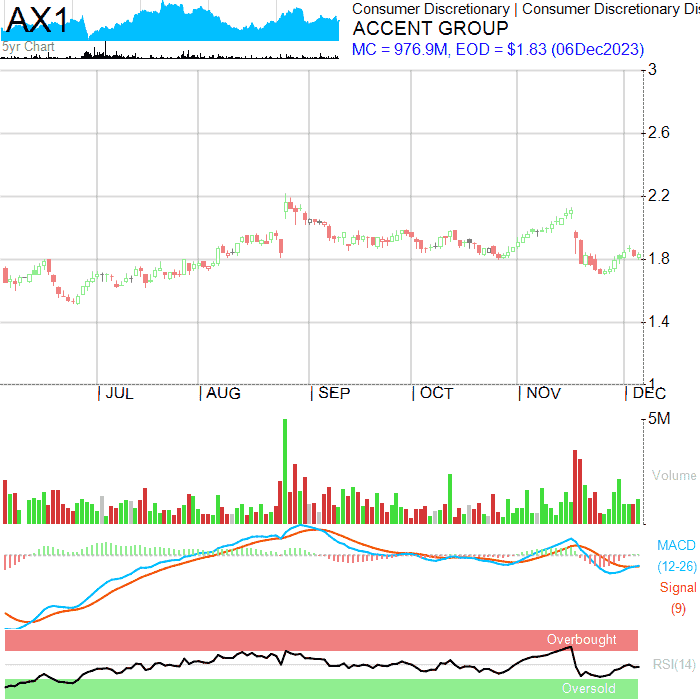 AX1
5yr Chart
Consumer Discretionary | Consumer Discretionary Dis
ACCENT GROUP
MC = 976.9M, EOD = $1.83 (06Dec2023)
3
2.6
2.2
1.8
1.4
1
| JUL | AUG | SEP | OCT | NOV | DEC
5M
Volume
MACD
(12-26)
Signal
(9)
Overbought
RSI(14)
Oversold